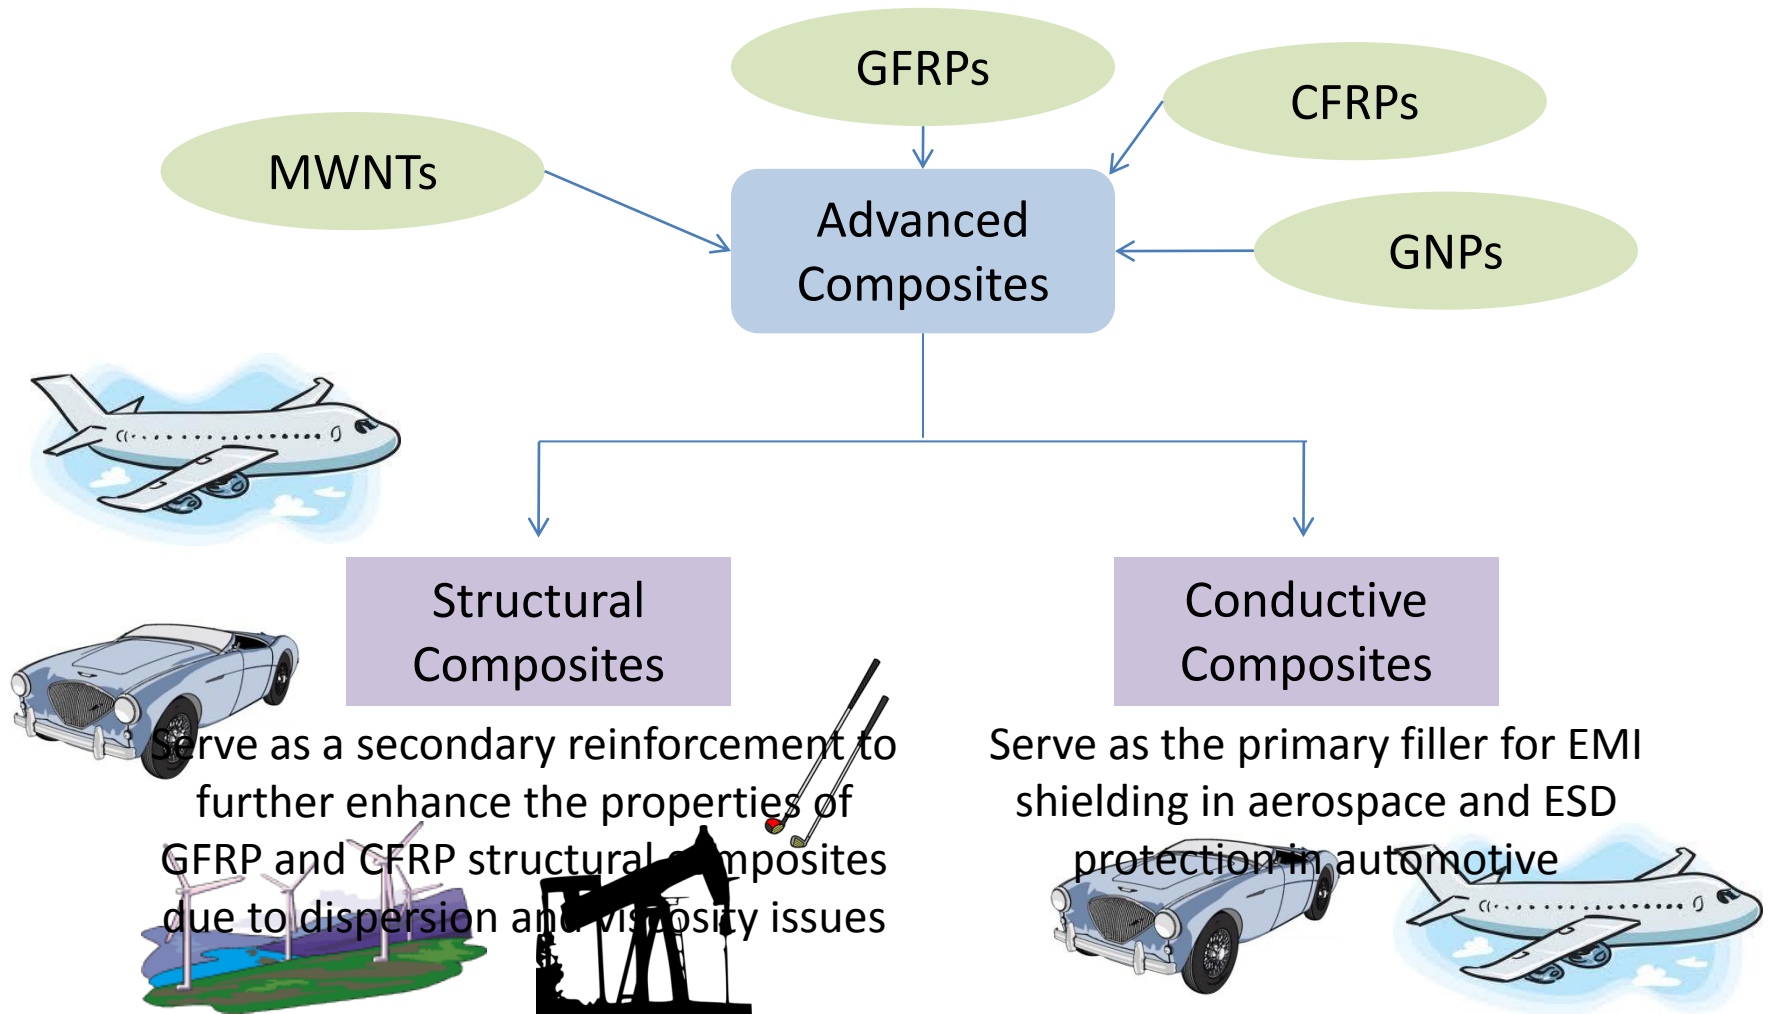 GFRPs
CFRPs
MWNTs
Advanced
Composites
GNPs
Structural
Composites
Conductive
Composites
Serve as a secondary reinforcement to
further enhance the properties of
GFRP and CFRP structural composites
due to dispersion and viscosity issues
Serve as the primary filler for EMI
shielding in aerospace and ESD
protection in automotive